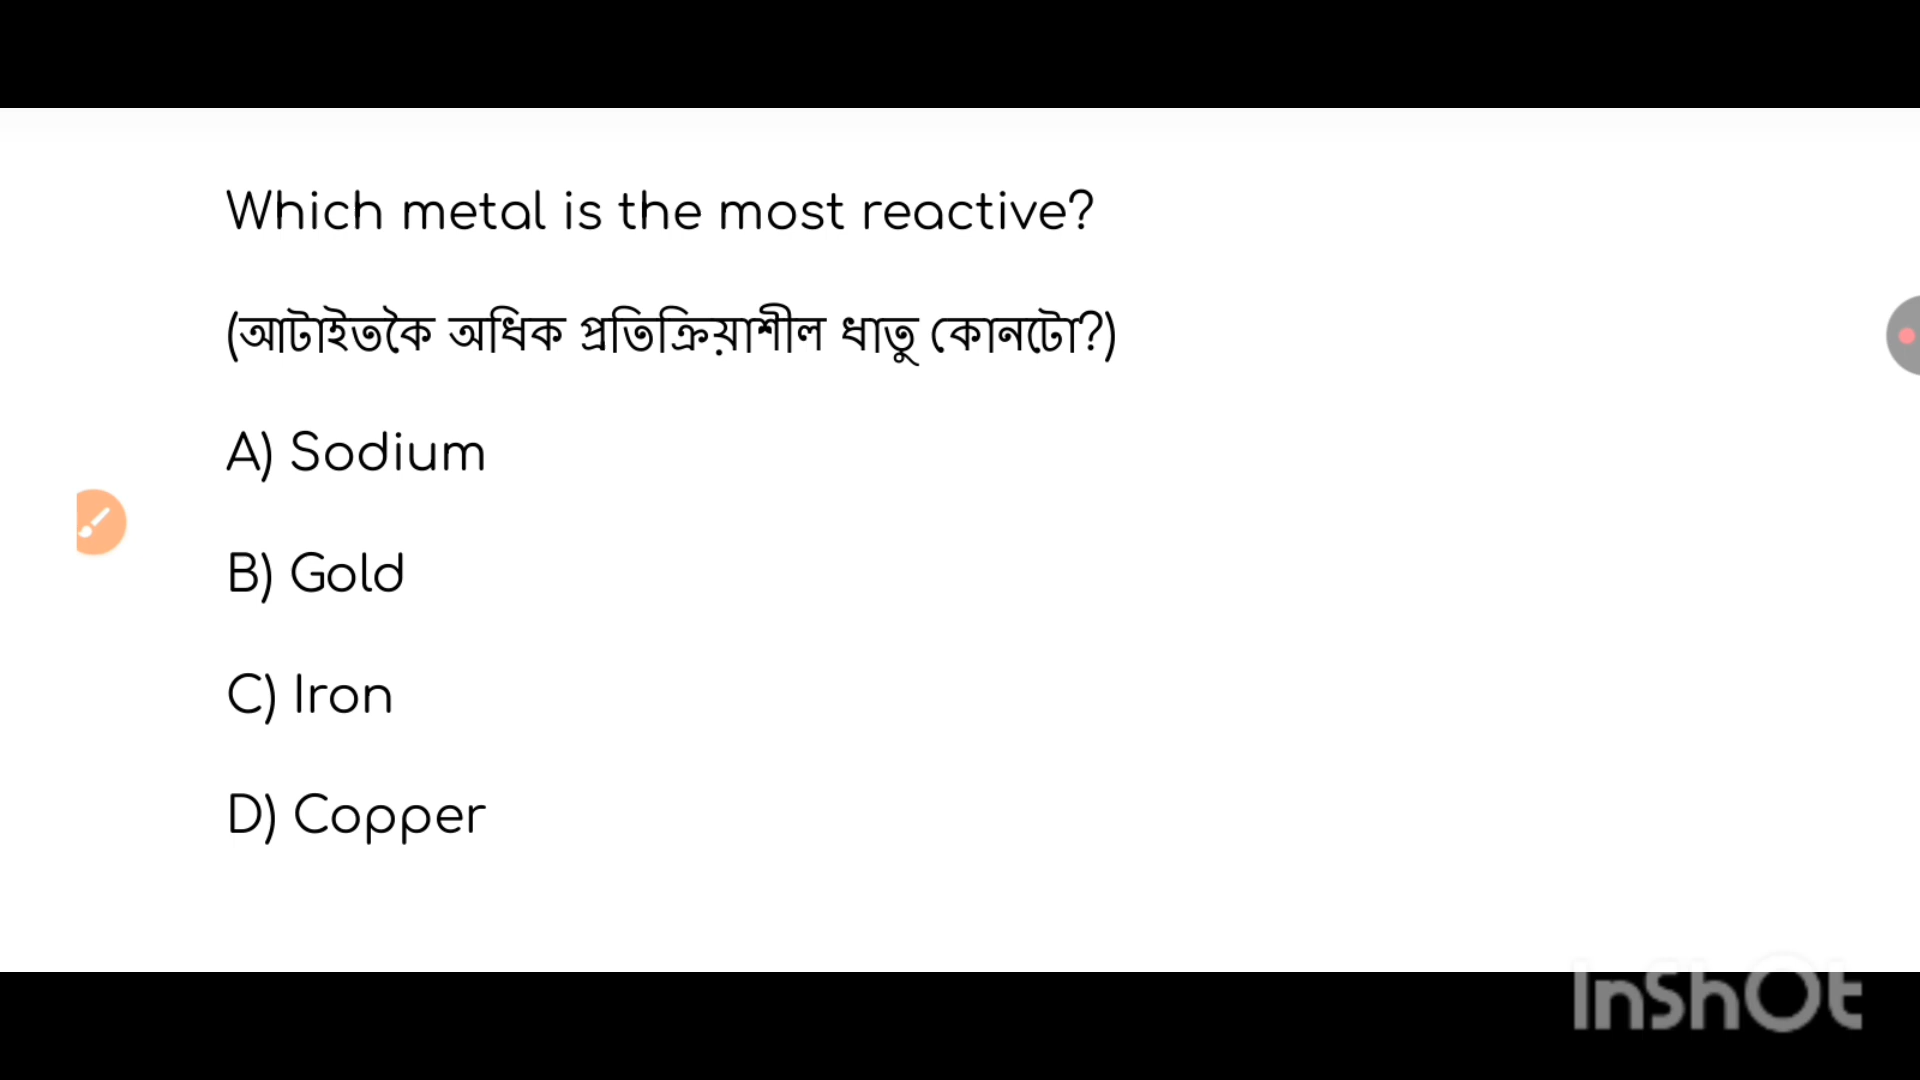 Which metal is the most reactive?
(আটাইতকৈ অধিক প্ৰতিক্ৰিয়াশীল ধাতু কোনটো?)
A) Sodium
B) Gold
C) Iron
D) Copper
InShOt